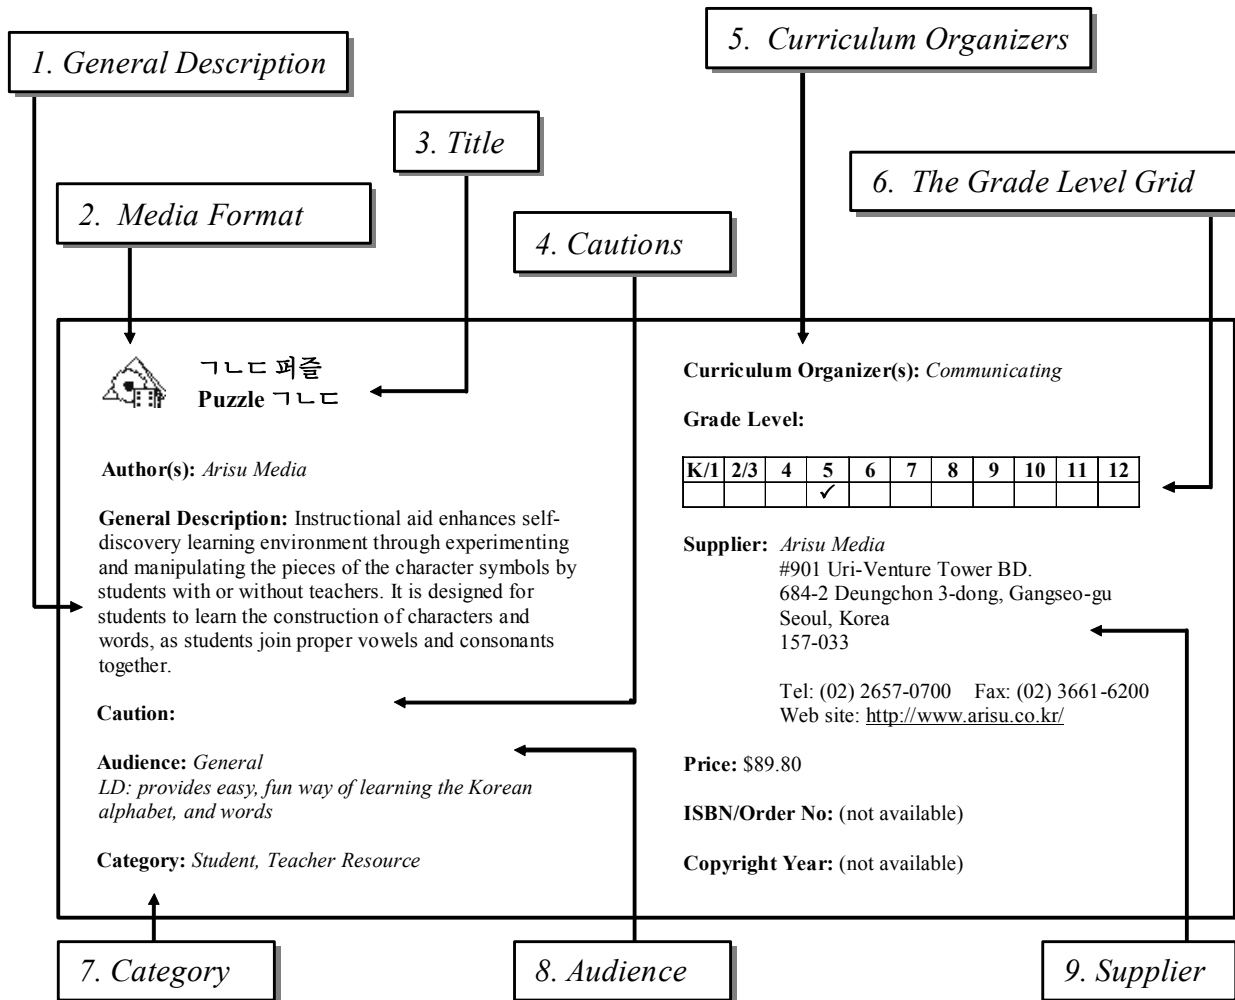 1. General Description
5. Curriculum Organizers
3. Title
6. The Grade Level Grid
2. Media Format
4. Cautions
ㄱㄴㄷ 퍼즐
Puzzle ㄱㄴㄷ
Author(s): Arisu Media
General Description: Instructional aid enhances self-
discovery learning environment through experimenting
and manipulating the pieces of the character symbols by
students with or without teachers. It is designed for
students to learn the construction of characters and
words, as students join proper vowels and consonants
together.
Caution:
Audience: General
LD: provides easy, fun way of learning the Korean
alphabet, and words
Category: Student, Teacher Resource
Curriculum Organizer(s): Communicating
Grade Level:
K/1 2/3 4 5 6 7 8 9 10 11 12
✓
Supplier: Arisu Media
#901 Uri-Venture Tower BD.
684-2 Deungchon 3-dong, Gangseo-gu
Seoul, Korea
157-033
Tel: (02) 2657-0700 Fax: (02) 3661-6200
Web site: http://www.arisu.co.kr/
Price: $89.80
ISBN/Order No: (not available)
Copyright Year: (not available)
7. Category
8. Audience
9. Supplier